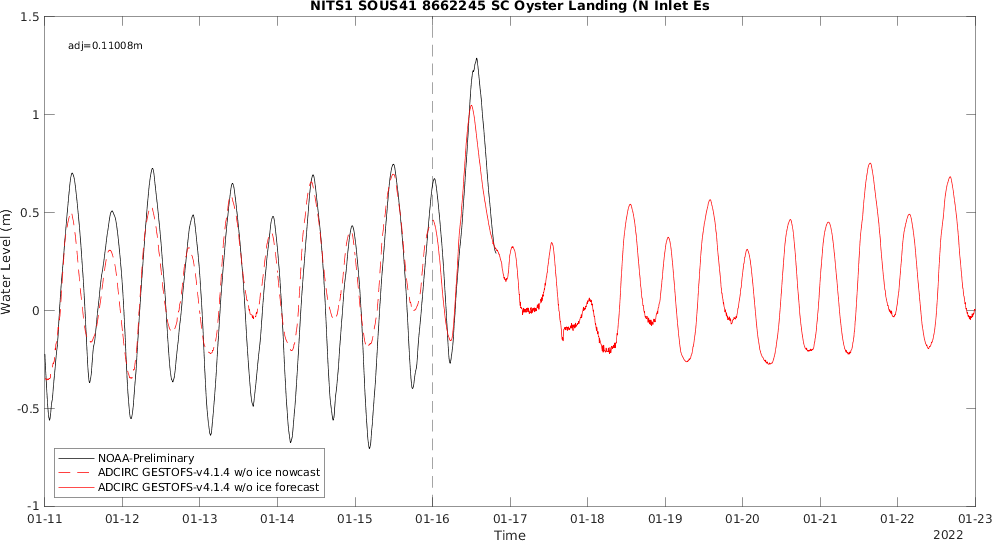 NITS1 SOUS41 8662245 SC Oyster Landing (N Inlet Es
adj=0.11008m
1.5
1
0.5
0
-0.5
-1
Water Level (m)
NOAA-Preliminary
ADCIRC GESTOFS-v4.1.4 w/o ice nowcast
ADCIRC GESTOFS-v4.1.4 w/o ice forecast
01-11 01-12 01-13 01-14 01-15 01-16 01-17 01-18 01-19 01-20 01-21 01-22 01-23
Time
2022